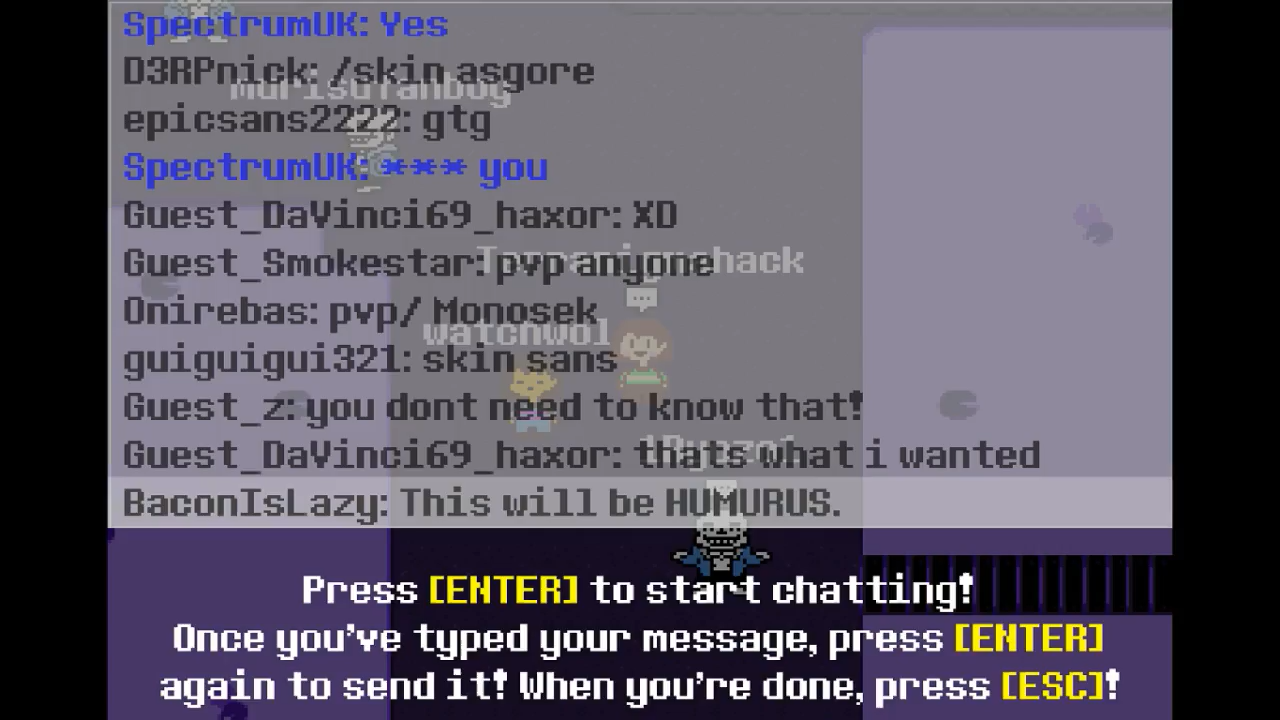 SpectrumUK: Yes
D3RPnick: /skin asgore
epicsans2222: gtg
SpectrumUK: *** you
Guest_DaVinci69_haxor: XD
Guest_Smokestar: pvp anyone
Onirebas: pvp/ Monosek
watchwol
guiguigui321: skin sans
Guest_z: you dont need to know that!
Guest_DaVinci69_haxor: thats what i wanted
BaconIsLazy: This will be HUMURUS.
Press [ENTER] to start chatting!
Once you've typed your message, press [ENTER]
again to send it! When you're done, press [ESC]!